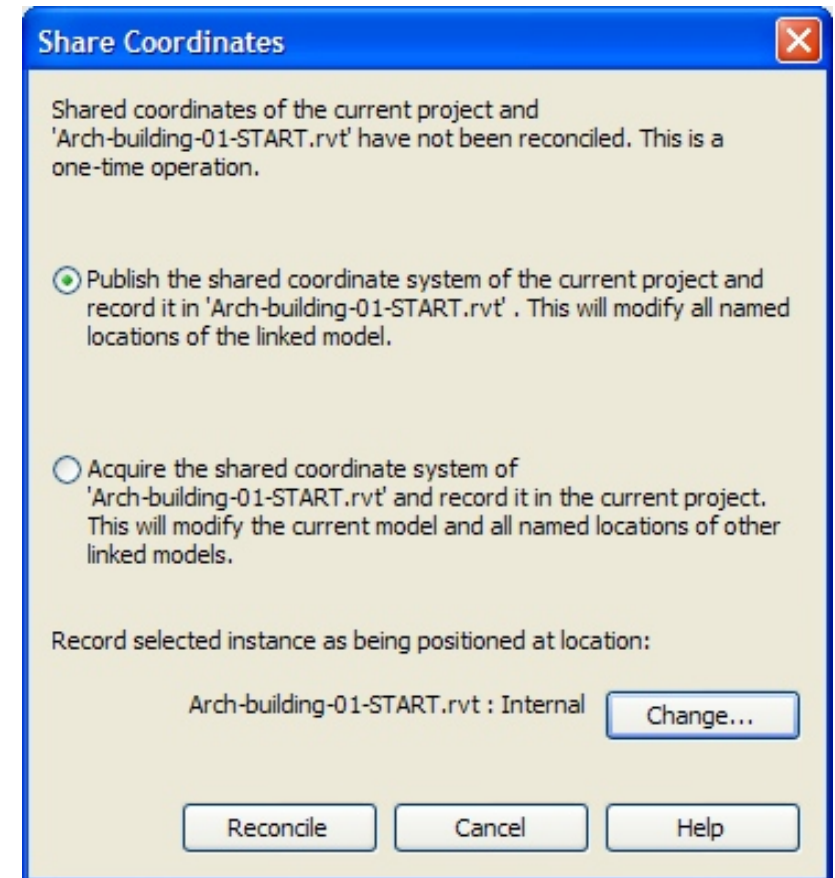 Share Coordinates
Shared coordinates of the current project and
'Arch-building-01-START.rvt' have not been reconciled. This is a
one-time operation.
Publish the shared coordinate system of the current project and
record it in 'Arch-building-01-START.rvt' . This will modify all named
locations of the linked model.
Acquire the shared coordinate system of
'Arch-building-01-START.rvt' and record it in the current project.
This will modify the current model and all named locations of other
linked models.
Record selected instance as being positioned at location:
Arch-building-01-START.rvt : Internal Change...
Reconcile Cancel Help